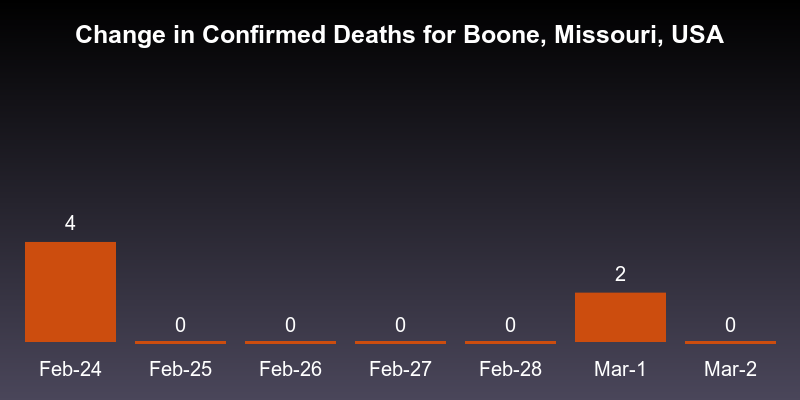 Change in Confirmed Deaths for Boone, Missouri, USA
4
0
0
0
0
2
0
Feb-24
Feb-25
Feb-26
Feb-27
Feb-28
Mar-1
Mar-2